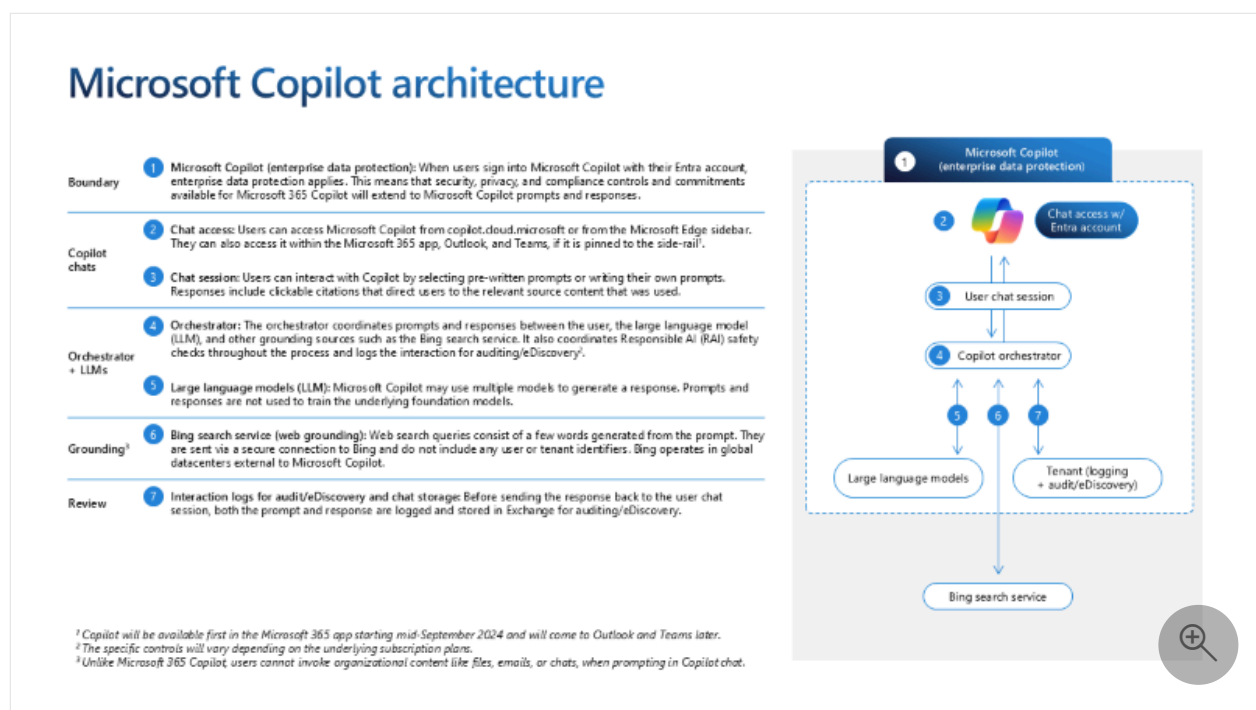 Microsoft Copilot architecture
Boundary
1
Microsoft Copilot (enterprise data protection): When users sign into Microsoft Copilot with their Entra account,
enterprise data protection applies. This means that security, privacy, and compliance controls and commitments
available for Microsoft 365 Copilot will extend to Microsoft Copilot prompts and responses.
Copilot
chats
2
Chat access: Users can access Microsoft Copilot from copilot.cloud.microsoft or from the Microsoft Edge sidebar.
They can also access it within the Microsoft 365 app, Outlook, and Teams, if it is pinned to the side-rail¹.
3
Chat session: Users can interact with Copilot by selecting pre-written prompts or writing their own prompts.
Responses include clickable citations that direct users to the relevant source content that was used.
Orchestrator
+ LLMs
4
Orchestrator: The orchestrator coordinates prompts and responses between the user, the large language model
(LLM), and other grounding sources such as the Bing search service. It also coordinates Responsible AI (RAI) safety
checks throughout the process and logs the interaction for auditing/eDiscovery².
5
Large language models (LLM): Microsoft Copilot may use multiple models to generate a response. Prompts and
responses are not used to train the underlying foundation models.
Grounding³
6
Bing search service (web grounding): Web search queries consist of a few words generated from the prompt. They
are sent via a secure connection to Bing and do not include any user or tenant identifiers. Bing operates in global
datacenters external to Microsoft Copilot.
Review
7
Interaction logs for audit/eDiscovery and chat storage: Before sending the response back to the user chat
session, both the prompt and response are logged and stored in Exchange for auditing/eDiscovery.
¹ Copilot will be available first in the Microsoft 365 app starting mid-September 2024 and will come to Outlook and Teams later.
² The specific controls will vary depending on the underlying subscription plans.
³ Unlike Microsoft 365 Copilot, users cannot invoke organizational content like files, emails, or chats, when prompting in Copilot chat.
1
Microsoft Copilot
(enterprise data protection)
2
Chat access w/
Entra account
3
User chat session
4
Copilot orchestrator
5
6
7
Large language models
Tenant (logging
+ audit/eDiscovery)
Bing search service